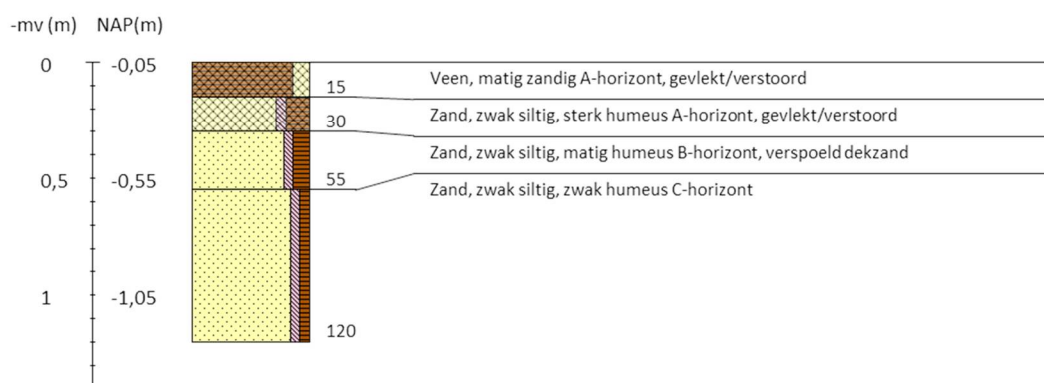 -mv (m) NAP(m)
0 -0,05
15 Veen, matig zandig A-horizont, gevlekt/verstoord
30 Zand, zwak siltig, sterk humeus A-horizont, gevlekt/verstoord
Zand, zwak siltig, matig humeus B-horizont, verspoeld dekzand
0,5 -0,55 55
Zand, zwak siltig, zwak humeus C-horizont
1 -1,05
120